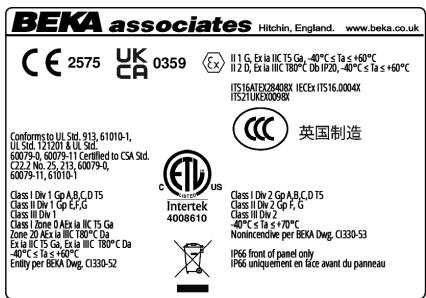 BEKA associates Hitchin, England. www.beka.co.uk
CE 2575 UKCA 0359
II 1 G, Ex ia IIC T5 Ga, -40°C ≤ Ta ≤ +60°C
II 2 D, Ex ia IIIC T80°C Db IP20, -40°C ≤ Ta ≤ +60°C
ITS16ATEX28408X IECEx ITS16.0004X
ITS21UKEX0098X
CCC 英国制造
Conforms to UL Std. 913, 61010-1,
UL Std. 121201 & UL Std.
60079-0, 60079-11 Certified to CSA Std.
C22.2 No. 25, 213, 60079-0,
60079-11, 61010-1
Class I Div 1 Gp A,B,C,D T5
Class II Div 1 Gp E,F,G
Class III Div 1
Class I Zone 0 AEx ia IIC T5 Ga
Zone 20 AEx ia IIIC T80°C Da
Ex ia IIC T5 Ga, Ex ia IIIC T80°C Da
-40°C ≤ Ta ≤ +60°C
Entity per BEKA Dwg. CI330-52
ETL
LISTED
C US
Intertek
4008610
Class I Div 2 Gp A,B,C,D T5
Class II Div 2 Gp F, G
Class III Div 2
-40°C ≤ Ta ≤ +70°C
Nonincendive per BEKA Dwg. CI330-53
IP66 front of panel only
IP66 uniquement en face avant du panneau